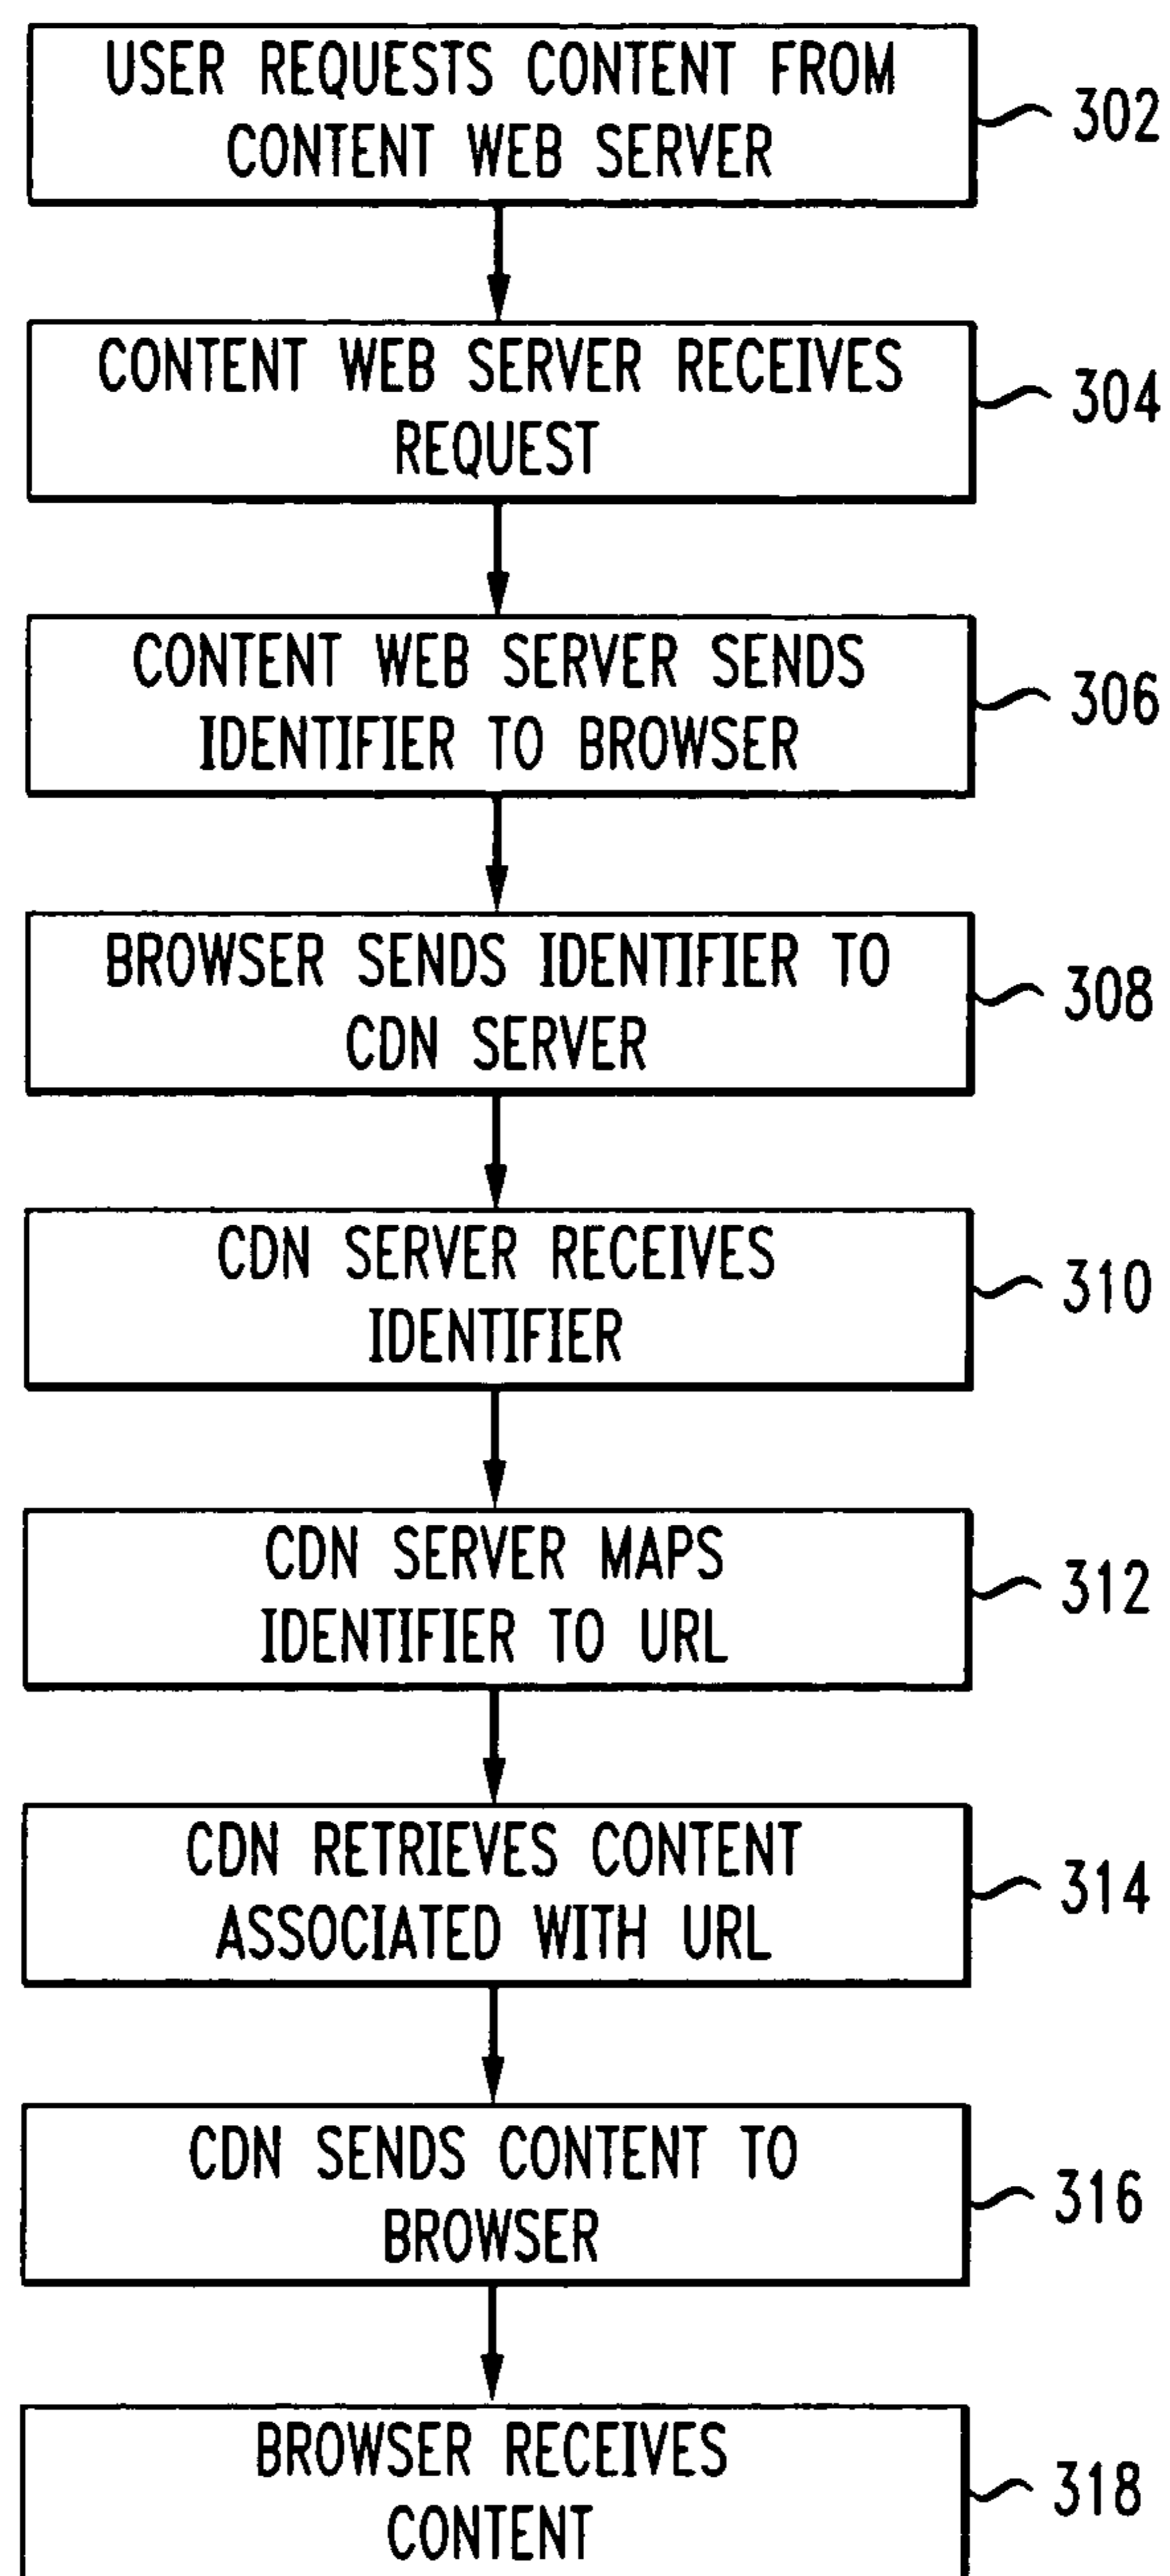 USER REQUESTS CONTENT FROM
CONTENT WEB SERVER
302
CONTENT WEB SERVER RECEIVES
REQUEST
304
CONTENT WEB SERVER SENDS
IDENTIFIER TO BROWSER
306
BROWSER SENDS IDENTIFIER TO
CDN SERVER
308
CDN SERVER RECEIVES
IDENTIFIER
310
CDN SERVER MAPS
IDENTIFIER TO URL
312
CDN RETRIEVES CONTENT
ASSOCIATED WITH URL
314
CDN SENDS CONTENT TO
BROWSER
316
BROWSER RECEIVES
CONTENT
318